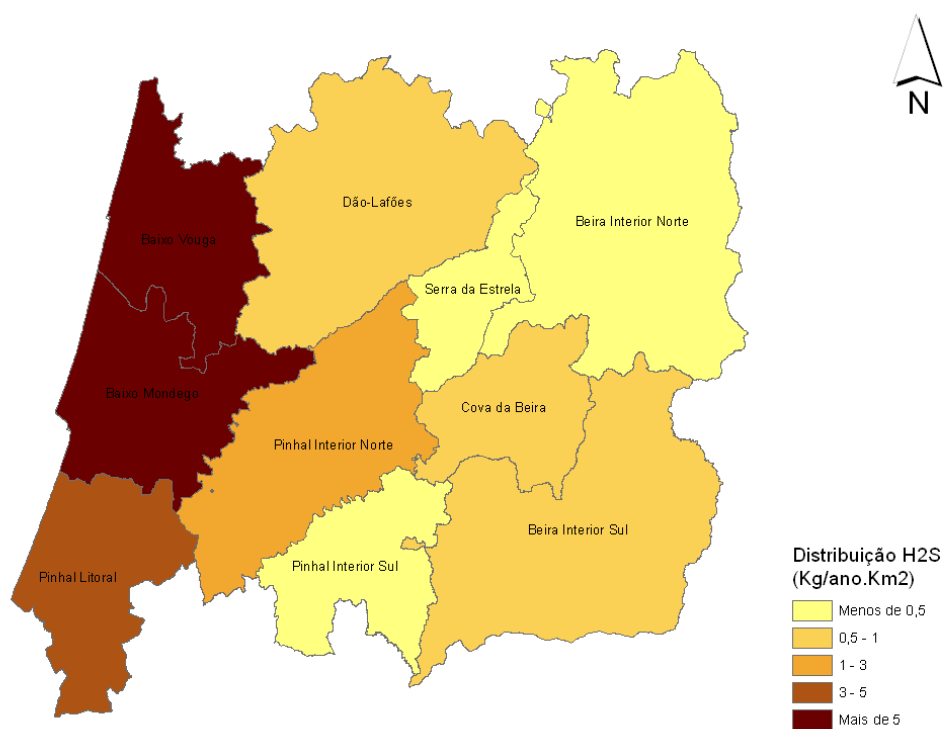 N
Dão-Lafões
Beira Interior Norte
Baixo Vouga
Serra da Estrela
Baixo Mondego
Cova da Beira
Pinhal Interior Norte
Beira Interior Sul
Pinhal Interior Sul
Pinhal Litoral
Distribuição H2S
(Kg/ano.Km2)
Menos de 0,5
0,5 - 1
1 - 3
3 - 5
Mais de 5